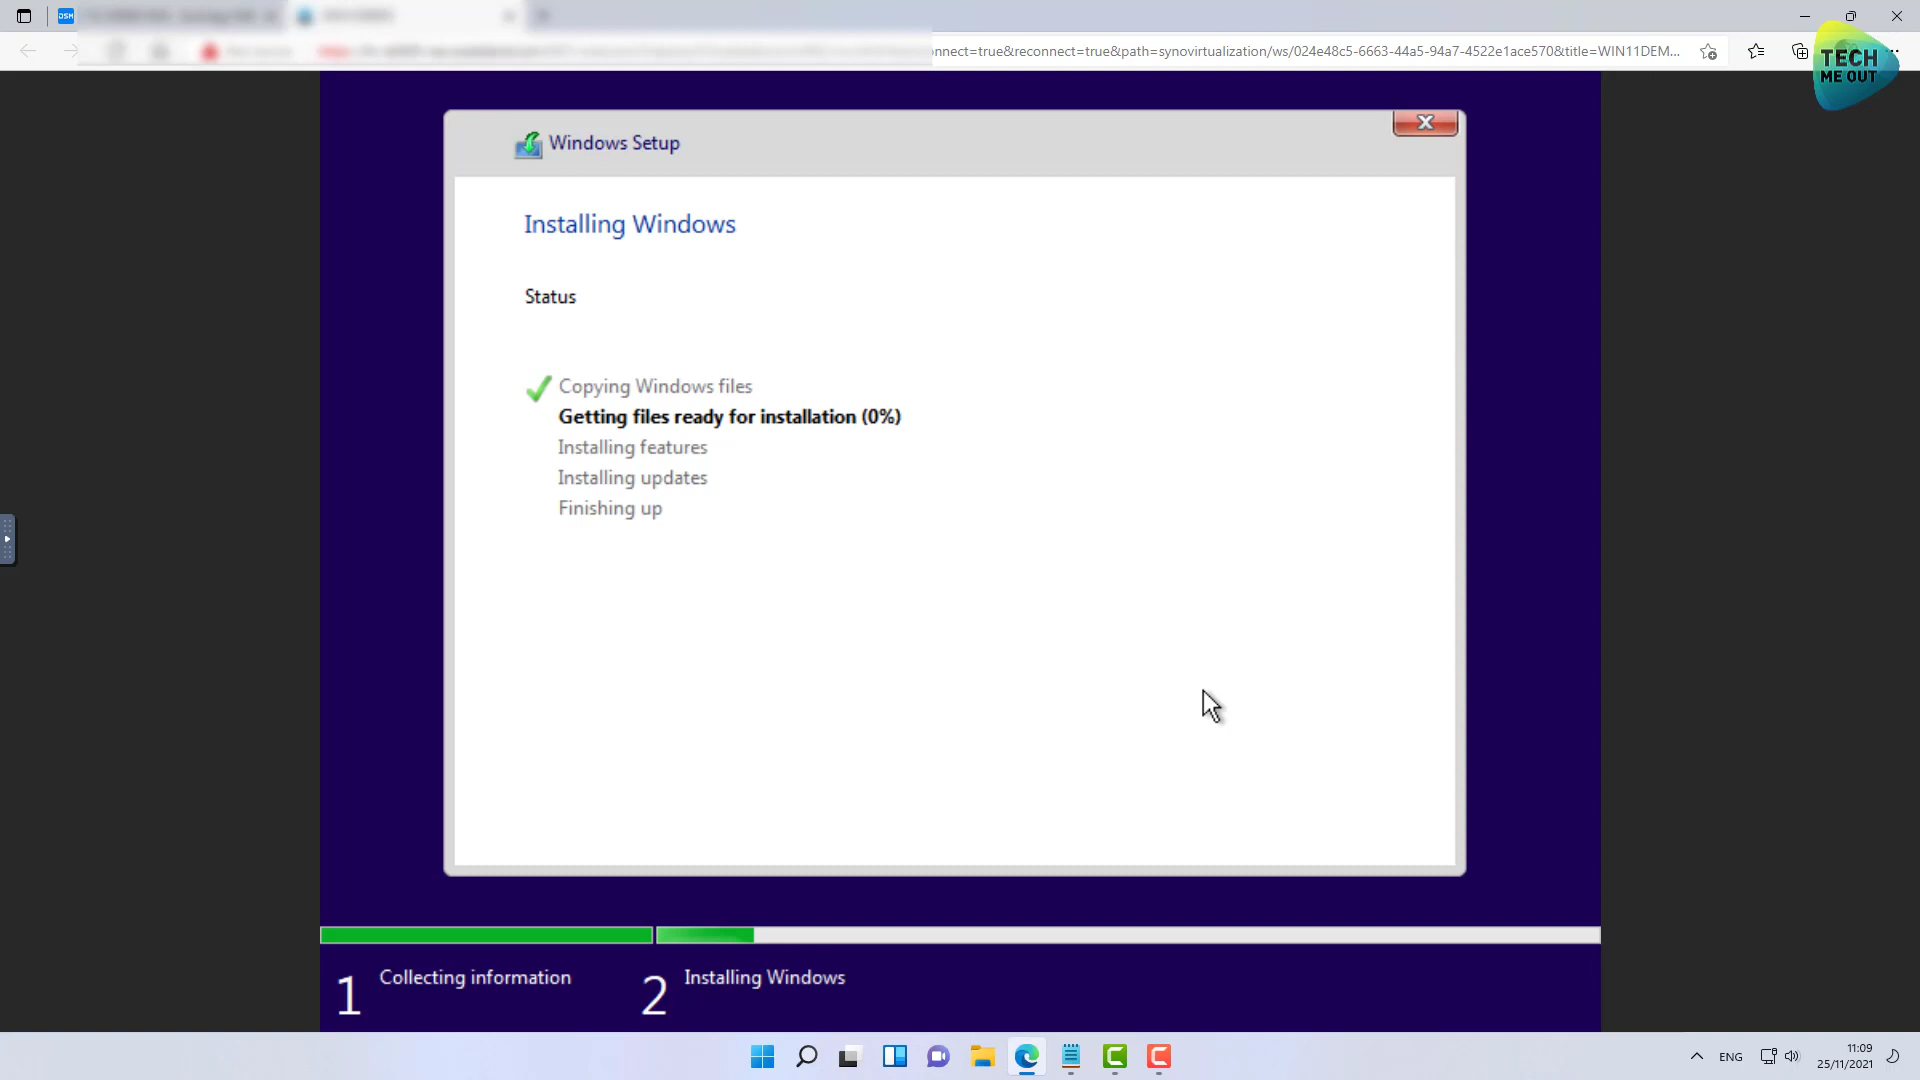 DSM
onnect=true&reconnect=true&path=synovirtualization/ws/024e48c5-6663-44a5-94a7-4522e1ace570&title=WIN11DEM...
TECH
ME OUT
Windows Setup
Installing Windows
Status
Copying Windows files
Getting files ready for installation (0%)
Installing features
Installing updates
Finishing up
1 Collecting information
2 Installing Windows
ENG
11:09
25/11/2021